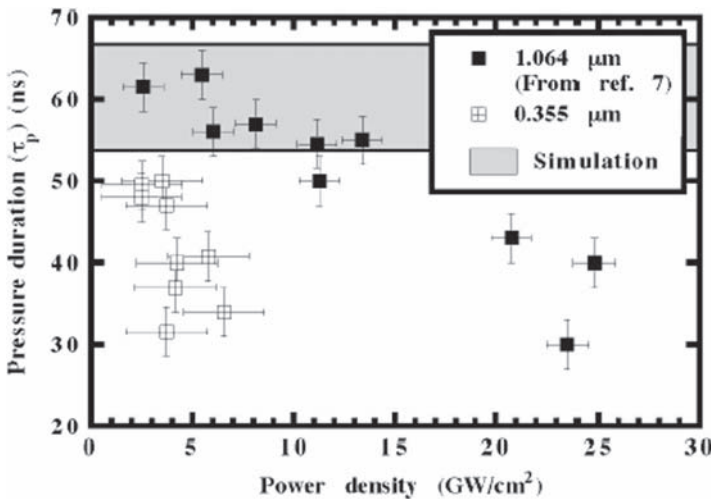 70
60
50
40
30
20
Pressure duration (τp) (ns)
1.064 μm
(From ref. 7)
0.355 μm
Simulation
0 5 10 15 20 25 30
Power density (GW/cm²)